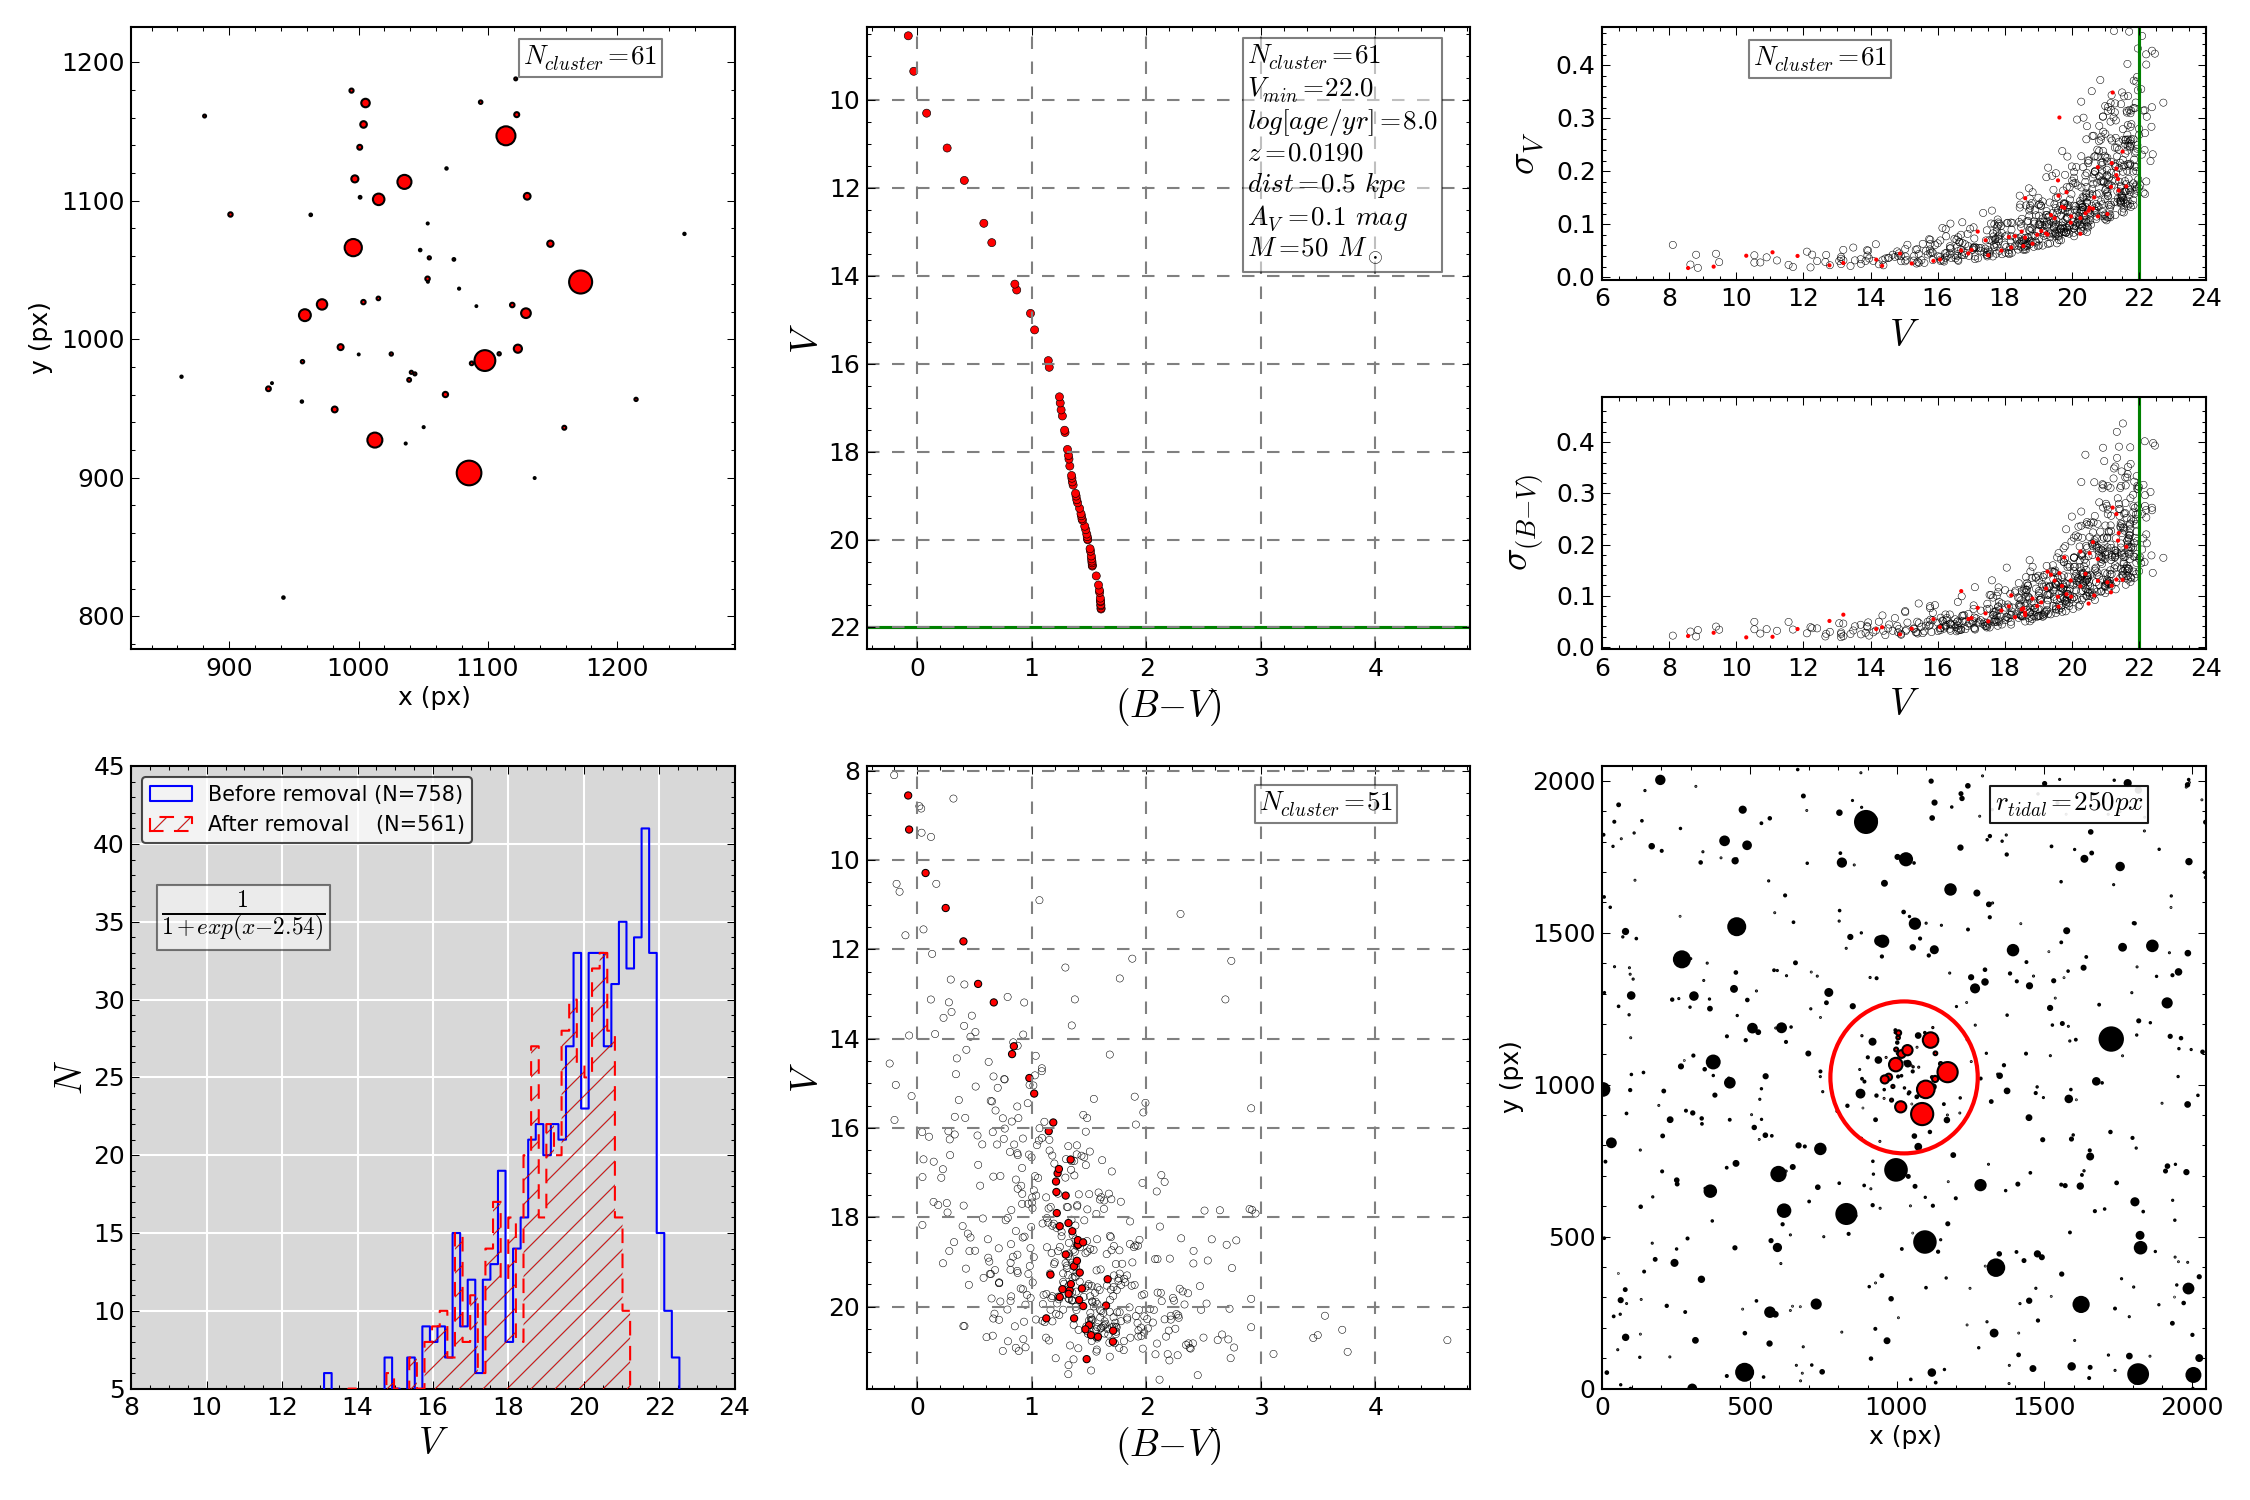 N_cluster=61
1200
1100
1000
900
800
y (px)
900 1000 1100 1200
x (px)
N_cluster=61
V_min=22.0
log[age/yr]=8.0
z=0.0190
dist=0.5 kpc
A_V=0.1 mag
M=50 M_⊙
10
12
14
16
18
20
22
V
0 1 2 3 4
(B−V)
N_cluster=61
0.4
0.3
0.2
0.1
0.0
σ_V
6 8 10 12 14 16 18 20 22 24
V
0.4
0.3
0.2
0.1
0.0
σ_(B−V)
6 8 10 12 14 16 18 20 22 24
V
Before removal (N=758)
After removal (N=561)
1
1+exp(x−2.54)
45
40
35
30
25
20
15
10
5
N
8 10 12 14 16 18 20 22 24
V
N_cluster=51
8
10
12
14
16
18
20
V
0 1 2 3 4
(B−V)
r_tidal=250px
2000
1500
1000
500
0
y (px)
0 500 1000 1500 2000
x (px)